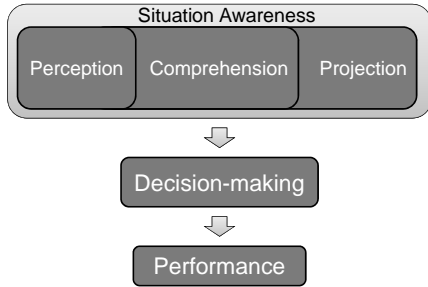 Situation Awareness
Perception Comprehension Projection
Decision-making
Performance